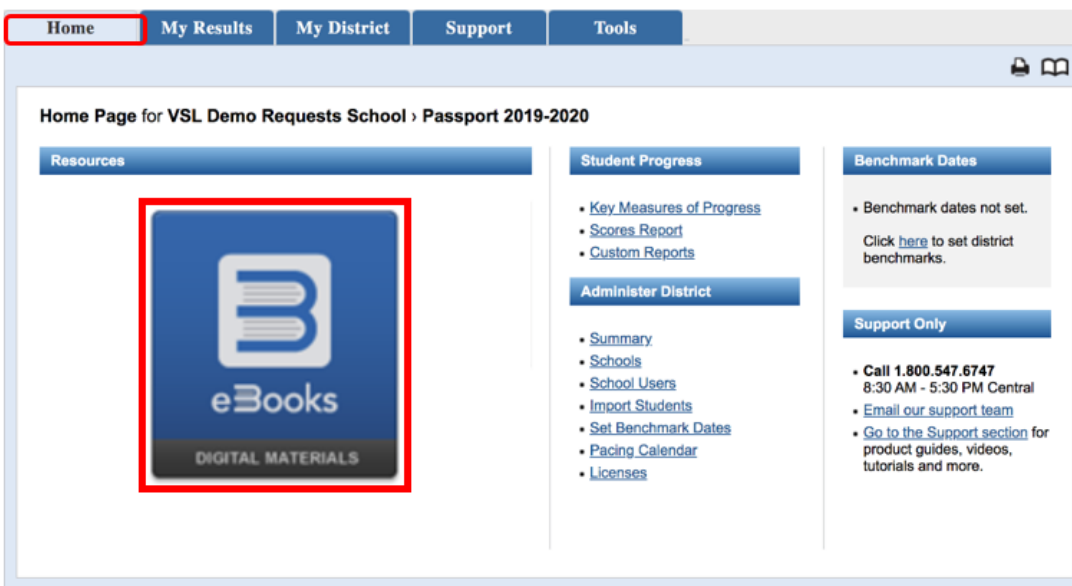 Home My Results My District Support Tools
Home Page for VSL Demo Requests School › Passport 2019-2020
Resources
eBooks
DIGITAL MATERIALS
Student Progress
• Key Measures of Progress
• Scores Report
• Custom Reports
Administer District
• Summary
• Schools
• School Users
• Import Students
• Set Benchmark Dates
• Pacing Calendar
• Licenses
Benchmark Dates
• Benchmark dates not set.
Click here to set district
benchmarks.
Support Only
• Call 1.800.547.6747
8:30 AM - 5:30 PM Central
• Email our support team
• Go to the Support section for
product guides, videos,
tutorials and more.